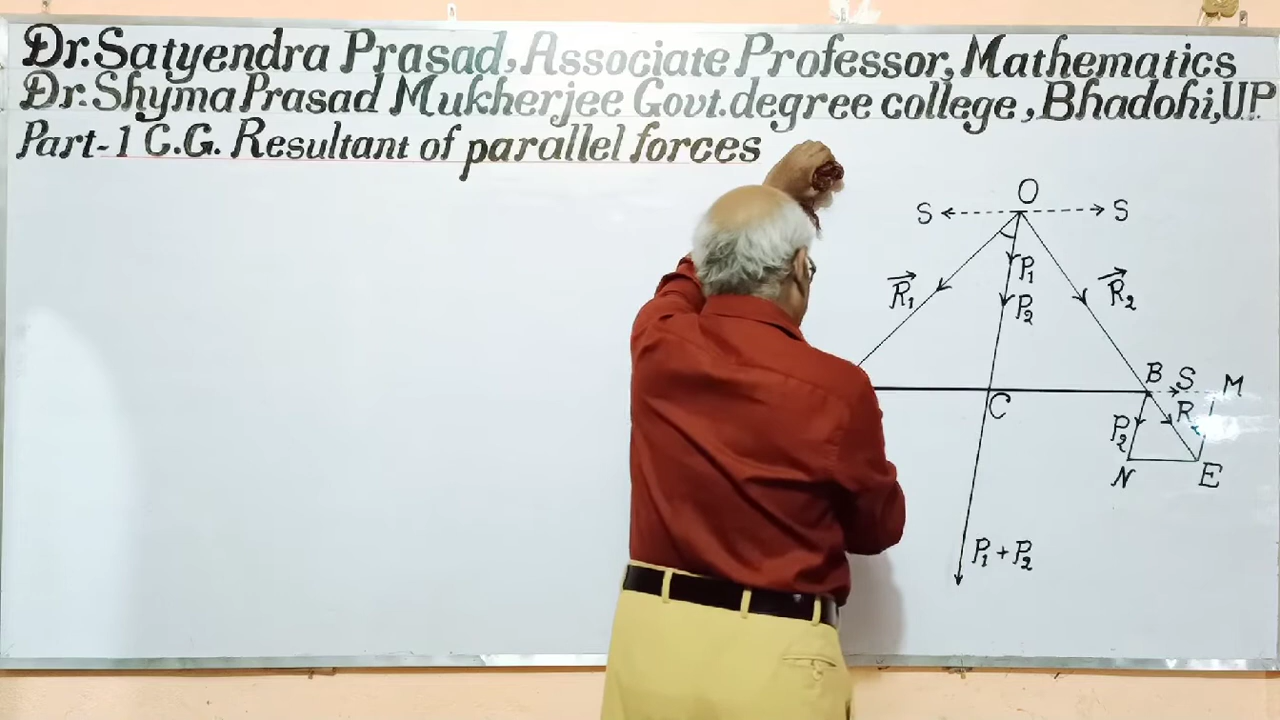 Dr. Satyendra Prasad, Associate Professor, Mathematics
Dr. Shyma Prasad Mukherjee Govt. degree college, Bhadohi, U.P.
Part-1 C.G. Resultant of parallel forces
O
S S
P₁
R₁ R₂
P₂
B S M
C
P₂ R₂
N E
P₁ + P₂